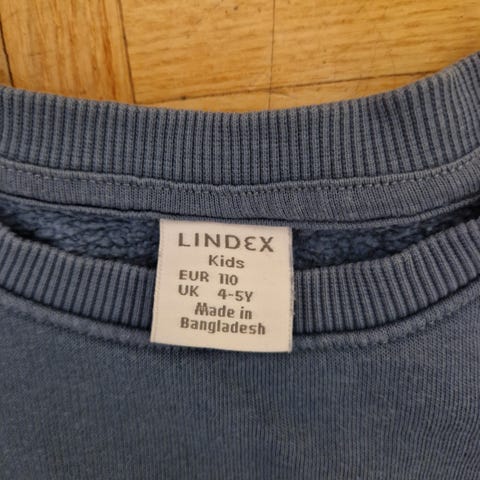 LINDEX
Kids
EUR 110
UK 4-5Y
Made in
Bangladesh